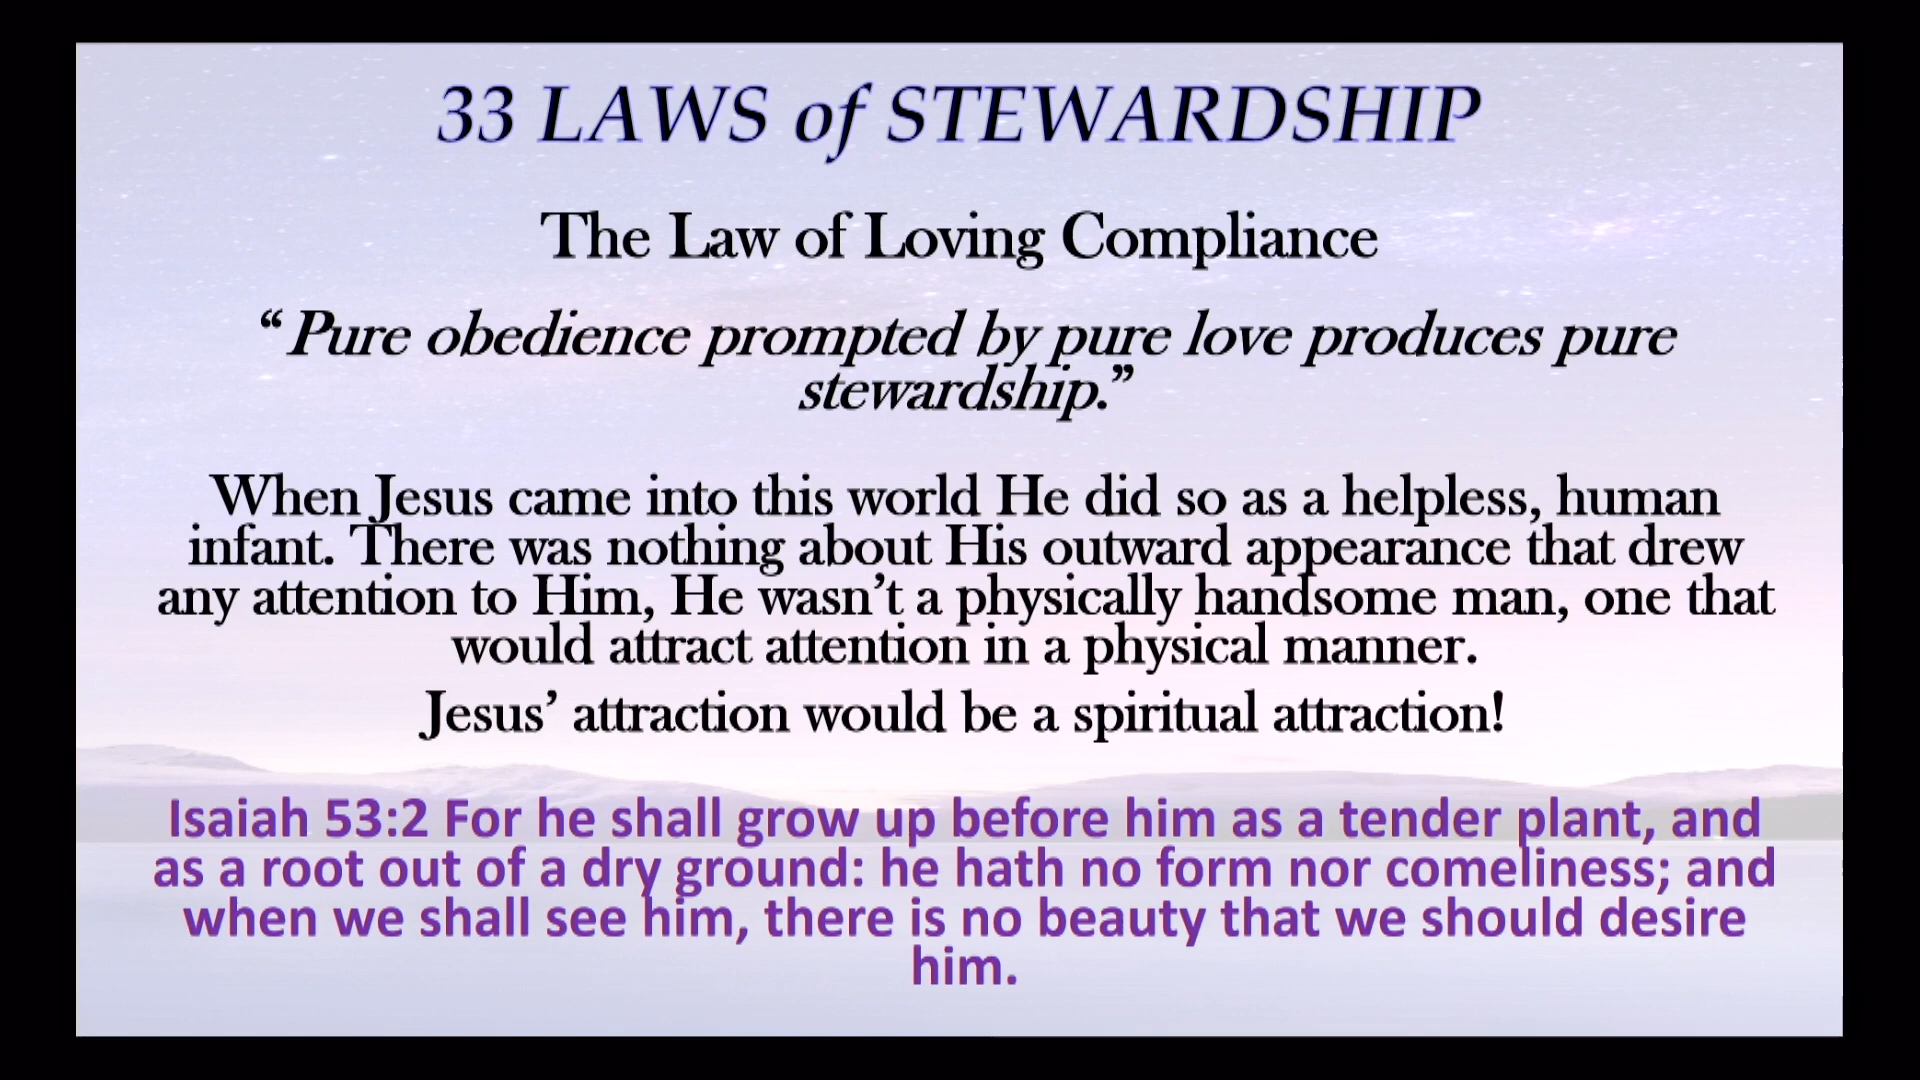 33 LAWS of STEWARDSHIP
The Law of Loving Compliance
“ Pure obedience prompted by pure love produces pure
stewardship.”
When Jesus came into this world He did so as a helpless, human
infant. There was nothing about His outward appearance that drew
any attention to Him, He wasn’t a physically handsome man, one that
would attract attention in a physical manner.
Jesus’ attraction would be a spiritual attraction!
Isaiah 53:2 For he shall grow up before him as a tender plant, and
as a root out of a dry ground: he hath no form nor comeliness; and
when we shall see him, there is no beauty that we should desire
him.